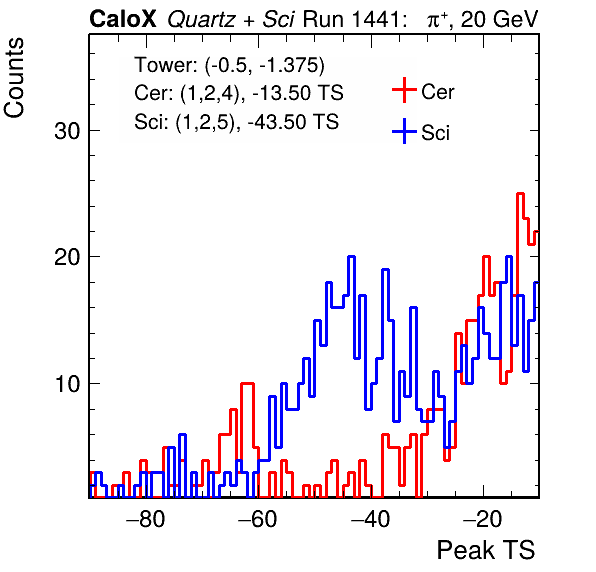 CaloX Quartz + Sci Run 1441: π⁺, 20 GeV
Counts
Tower: (-0.5, -1.375)
Cer: (1,2,4), -13.50 TS
Sci: (1,2,5), -43.50 TS
Cer
Sci
30
20
10
−80 −60 −40 −20
Peak TS